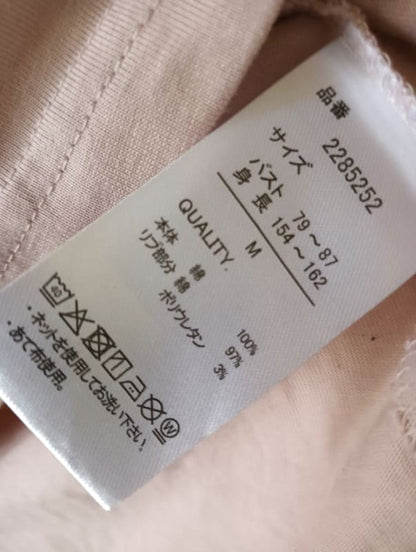 品番 2285252
サイズ M
バスト 79～87
身長 154～162
QUALITY.
本体 綿 100%
リブ部分 綿 97%
ポリウレタン 3%
40 W
・ネットを使用してお洗い下さい。
・あて布使用。